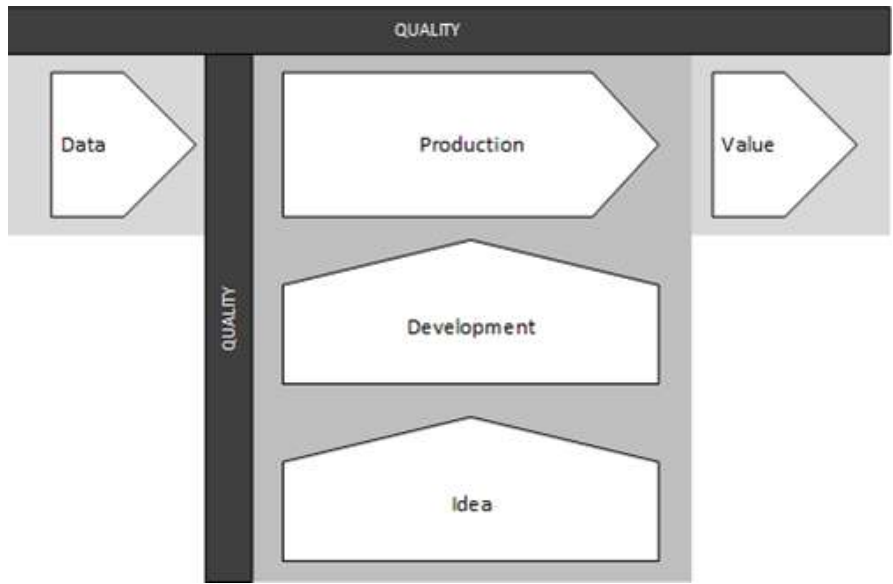 QUALITY
Data
Production
Value
QUALITY
Development
Idea